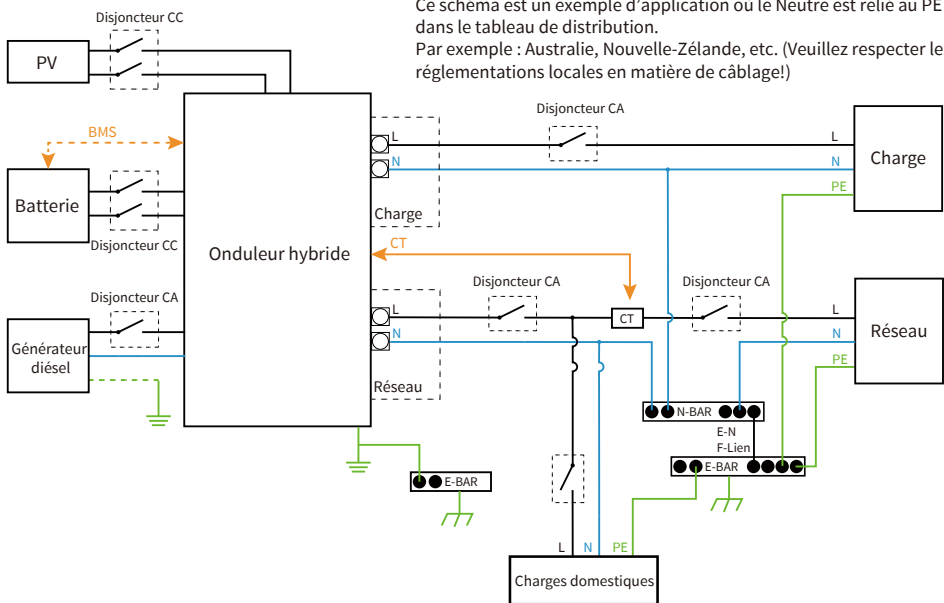 Ce schéma est un exemple d'application où le Neutre est relié au PE
dans le tableau de distribution.
Par exemple : Australie, Nouvelle-Zélande, etc. (Veuillez respecter le
réglementations locales en matière de câblage!)
Disjoncteur CC
PV
BMS
Batterie
Disjoncteur CC
Disjoncteur CA
Générateur
diésel
Onduleur hybride
L
N
Charge
CT
L
N
Réseau
Disjoncteur CA
L
N
PE
Charge
Disjoncteur CA
CT
Disjoncteur CA
L
N
PE
Réseau
N-BAR
E-N
F-Lien
E-BAR
E-BAR
L
N
PE
Charges domestiques